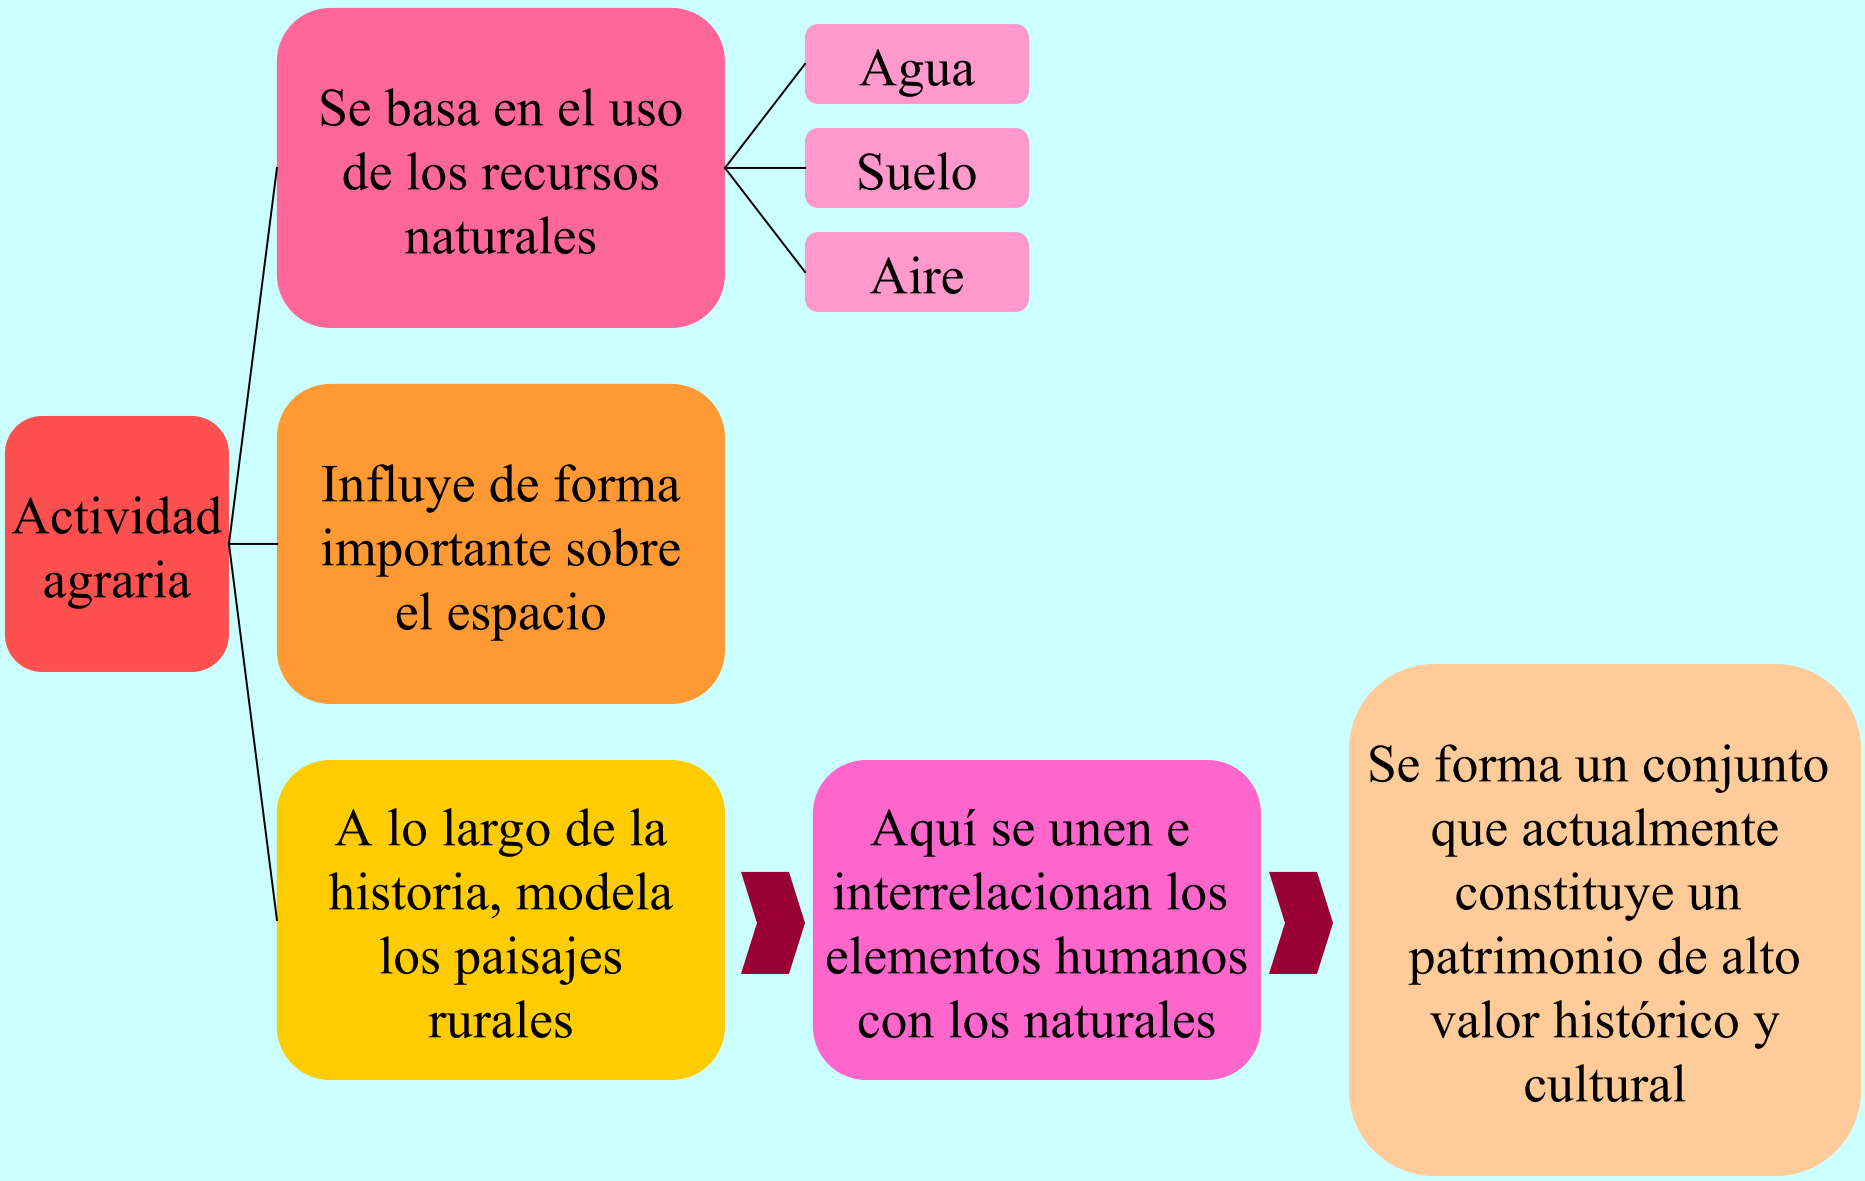 Actividad
agraria
Se basa en el uso
de los recursos
naturales
Agua
Suelo
Aire
Influye de forma
importante sobre
el espacio
A lo largo de la
historia, modela
los paisajes
rurales
Aquí se unen e
interrelacionan los
elementos humanos
con los naturales
Se forma un conjunto
que actualmente
constituye un
patrimonio de alto
valor histórico y
cultural